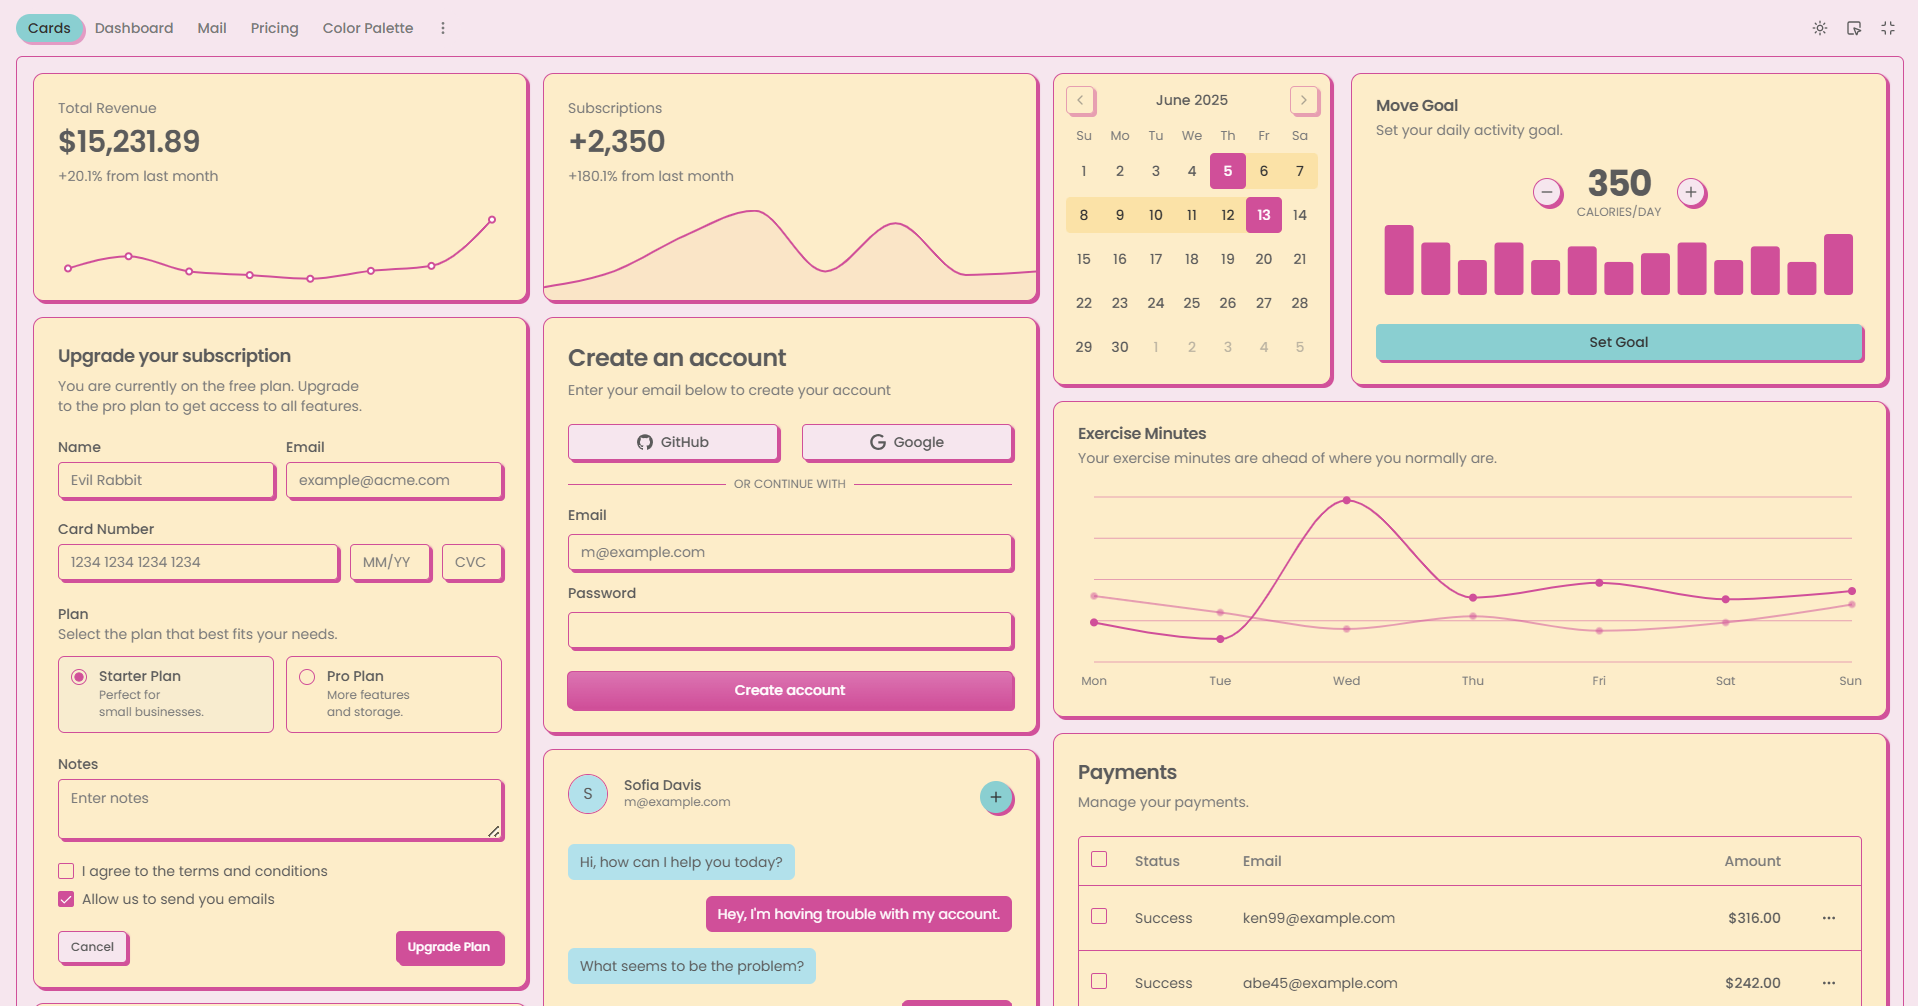 Cards
Dashboard
Mail
Pricing
Color Palette
Total Revenue
$15,231.89
+20.1% from last month
Subscriptions
+2,350
+180.1% from last month
June 2025
Su Mo Tu We Th Fr Sa
1 2 3 4 5 6 7
8 9 10 11 12 13 14
15 16 17 18 19 20 21
22 23 24 25 26 27 28
29 30 1 2 3 4 5
Move Goal
Set your daily activity goal.
350
CALORIES/DAY
Set Goal
Upgrade your subscription
You are currently on the free plan. Upgrade
to the pro plan to get access to all features.
Name
Email
Evil Rabbit
example@acme.com
Card Number
1234 1234 1234 1234
MM/YY
CVC
Plan
Select the plan that best fits your needs.
Starter Plan
Perfect for
small businesses.
Pro Plan
More features
and storage.
Notes
Enter notes
I agree to the terms and conditions
Allow us to send you emails
Cancel
Upgrade Plan
Create an account
Enter your email below to create your account
GitHub
Google
OR CONTINUE WITH
Email
m@example.com
Password
Create account
S
Sofia Davis
m@example.com
Hi, how can I help you today?
Hey, I'm having trouble with my account.
What seems to be the problem?
Exercise Minutes
Your exercise minutes are ahead of where you normally are.
Mon Tue Wed Thu Fri Sat Sun
Payments
Manage your payments.
Status Email Amount
Success ken99@example.com $316.00
Success abe45@example.com $242.00